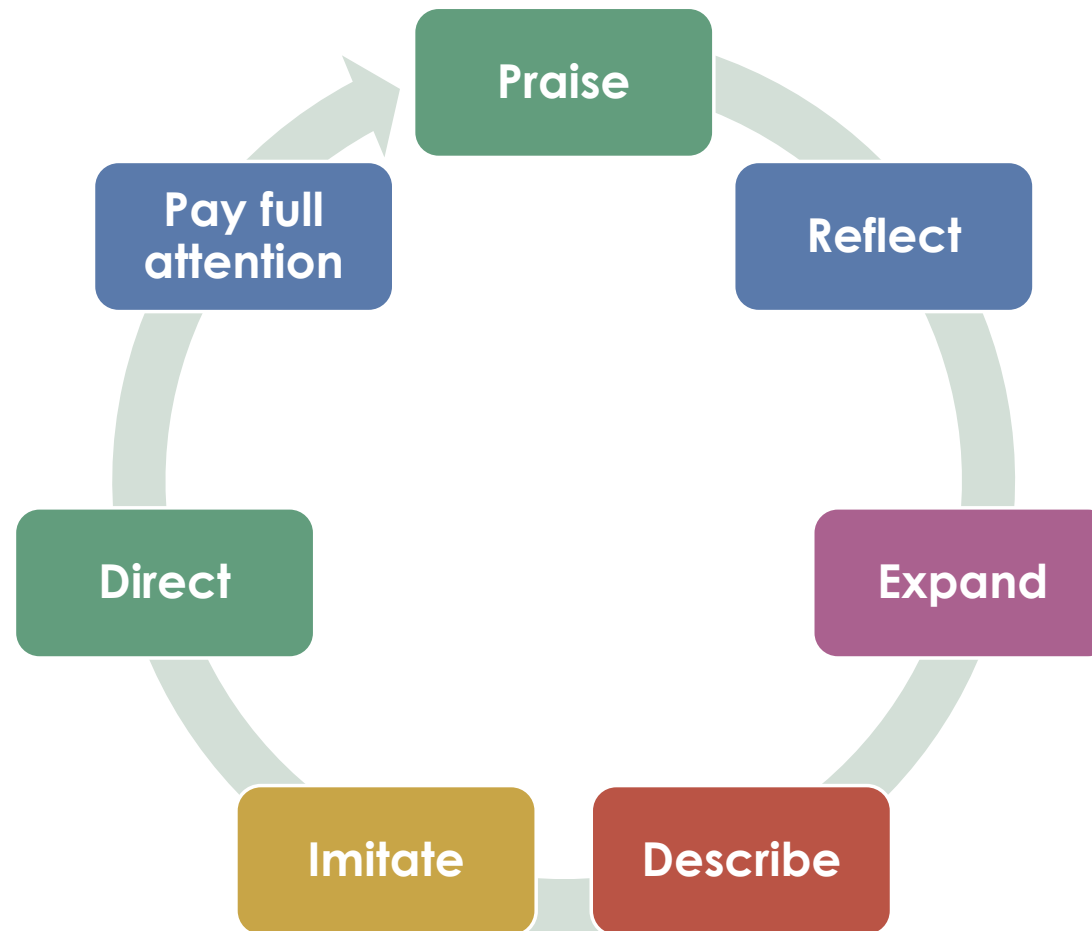 Praise
Reflect
Expand
Describe
Imitate
Direct
Pay full
attention